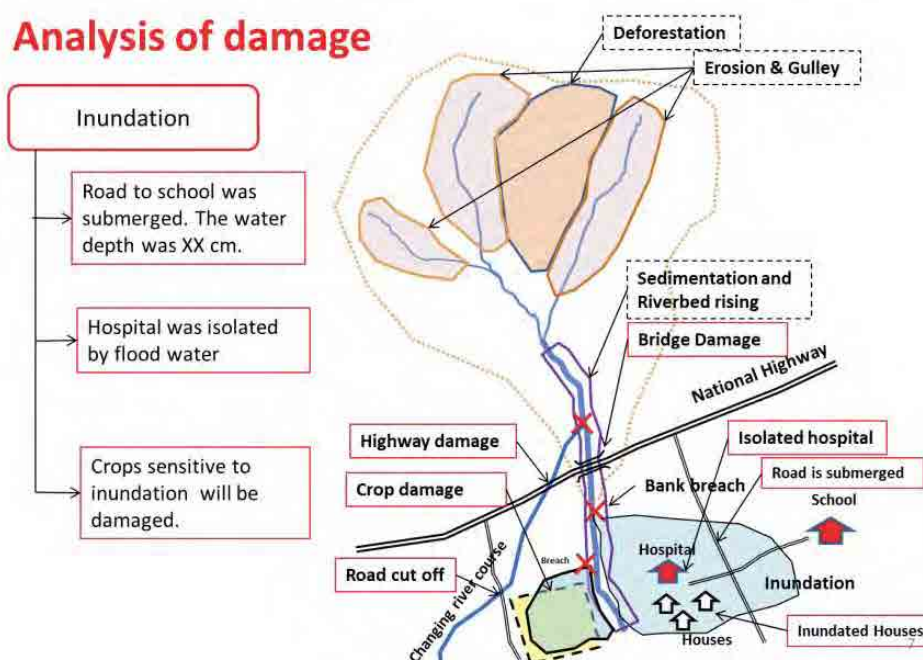 Analysis of damage
Inundation
Road to school was
submerged. The water
depth was XX cm.
Hospital was isolated
by flood water
Crops sensitive to
inundation will be
damaged.
Deforestation
Erosion & Gulley
Sedimentation and
Riverbed rising
Bridge Damage
National Highway
Highway damage
Isolated hospital
Crop damage
Bank breach
Road is submerged
School
Hospital
Breach
Road cut off
Changing river course
Inundation
Houses
Inundated Houses
7